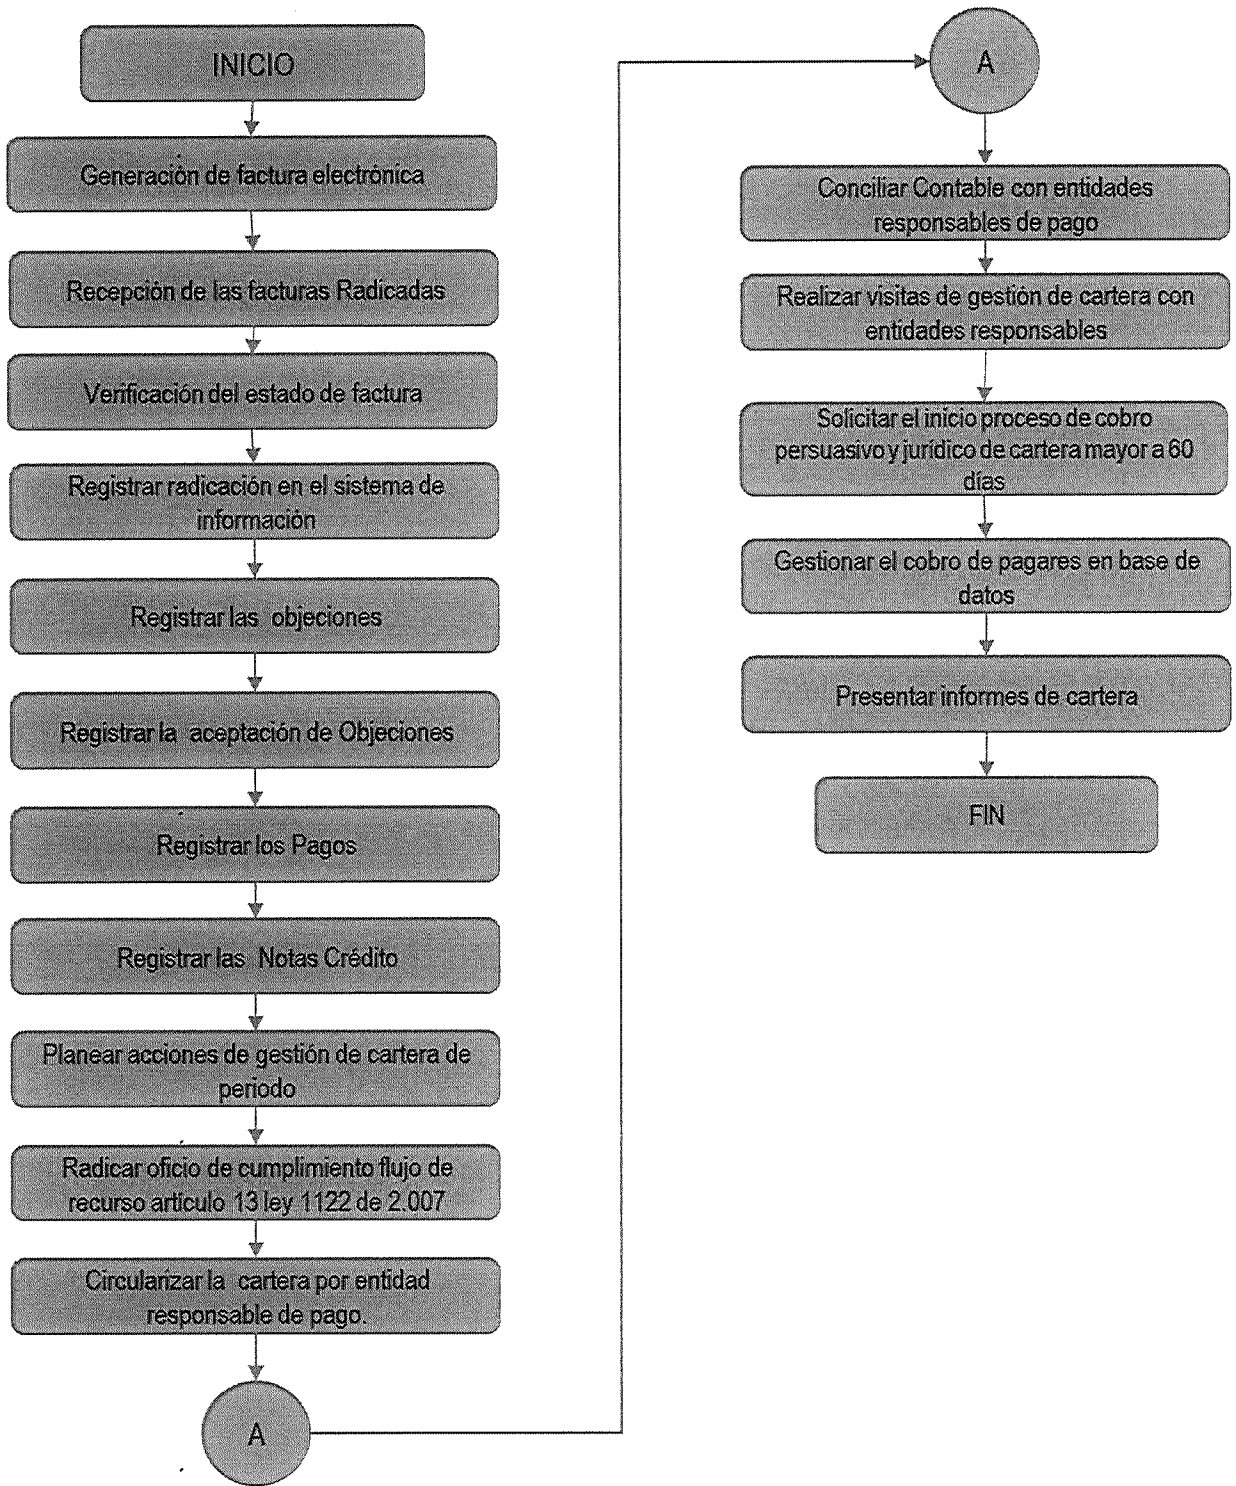 INICIO
Generación de factura electrónica
Recepción de las facturas Radicadas
Verificación del estado de factura
Registrar radicación en el sistema de
información
Registrar las objeciones
Registrar la aceptación de Objeciones
Registrar los Pagos
Registrar las Notas Crédito
Planear acciones de gestión de cartera de
periodo
Radicar oficio de cumplimiento flujo de
recurso artículo 13 ley 1122 de 2.007
Circularizar la cartera por entidad
responsable de pago.
A
A
Conciliar Contable con entidades
responsables de pago
Realizar visitas de gestión de cartera con
entidades responsables
Solicitar el inicio proceso de cobro
persuasivo y jurídico de cartera mayor a 60
días
Gestionar el cobro de pagares en base de
datos
Presentar informes de cartera
FIN